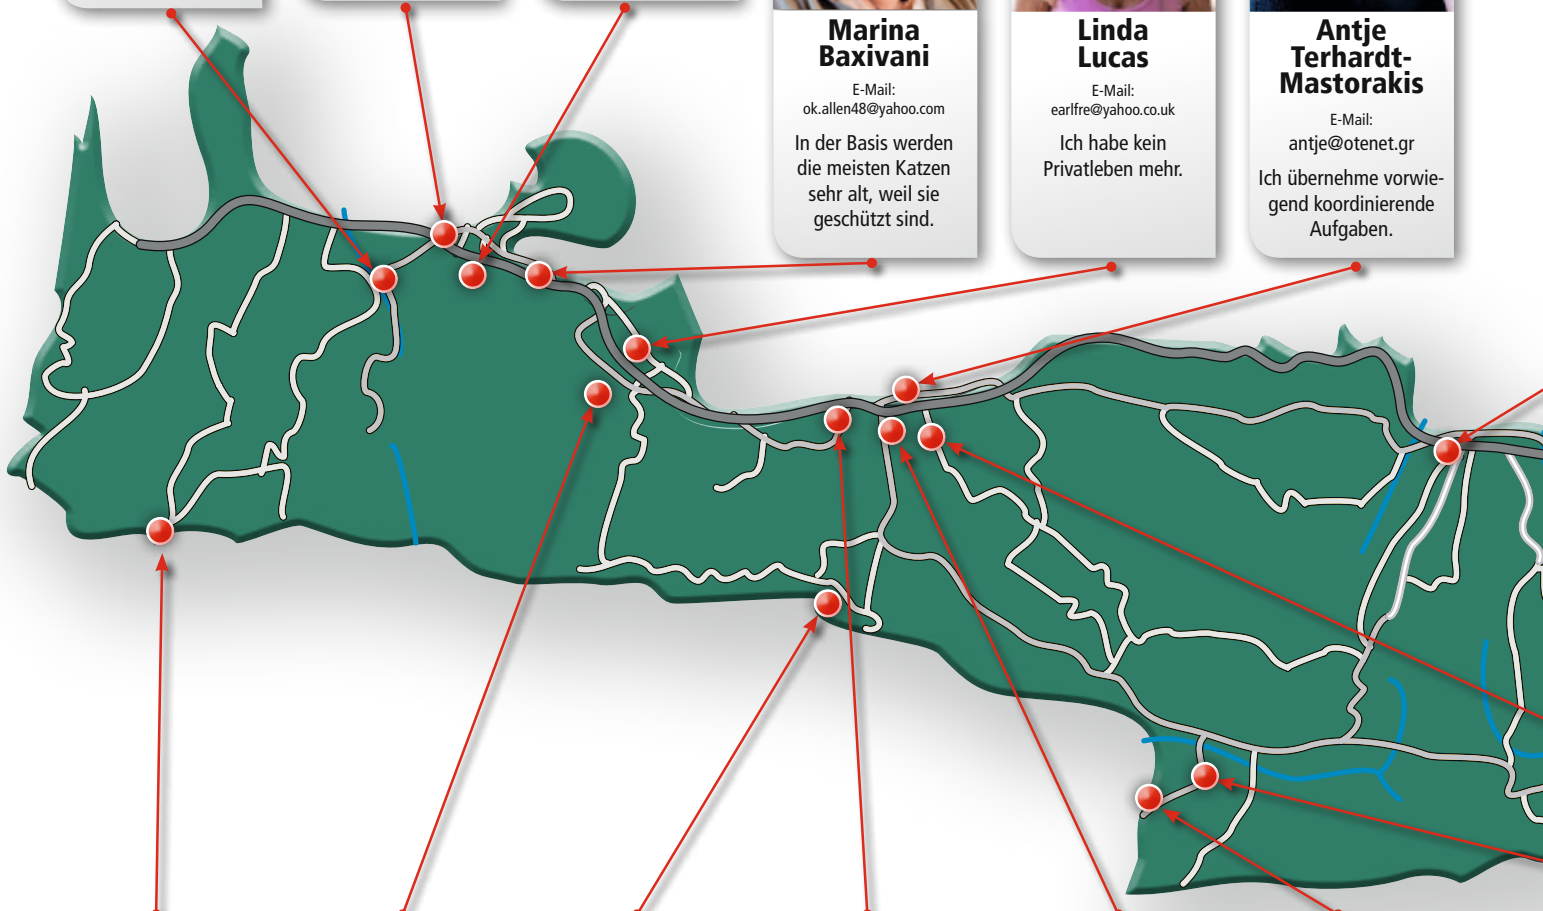 Marina
Baxivani
E-Mail:
ok.allen48@yahoo.com
In der Basis werden
die meisten Katzen
sehr alt, weil sie
geschützt sind.
Linda
Lucas
E-Mail:
earlfre@yahoo.co.uk
Ich habe kein
Privatleben mehr.
Antje
Terhardt-
Mastorakis
E-Mail:
antje@otenet.gr
Ich übernehme vorwie-
gend koordinierende
Aufgaben.